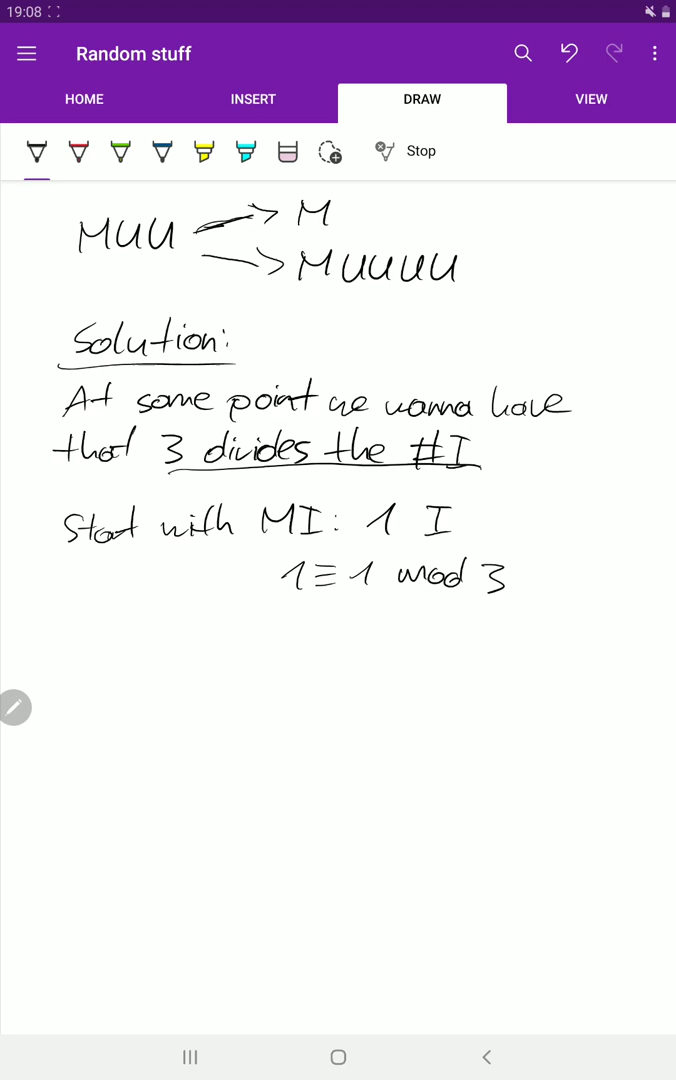 19:08
Random stuff
HOME INSERT DRAW VIEW
Stop
MUU → M
→ MUUUU
Solution:
At some point we wanna have
that 3 divides the #I
Start with MI: 1 I
1 ≡ 1 mod 3